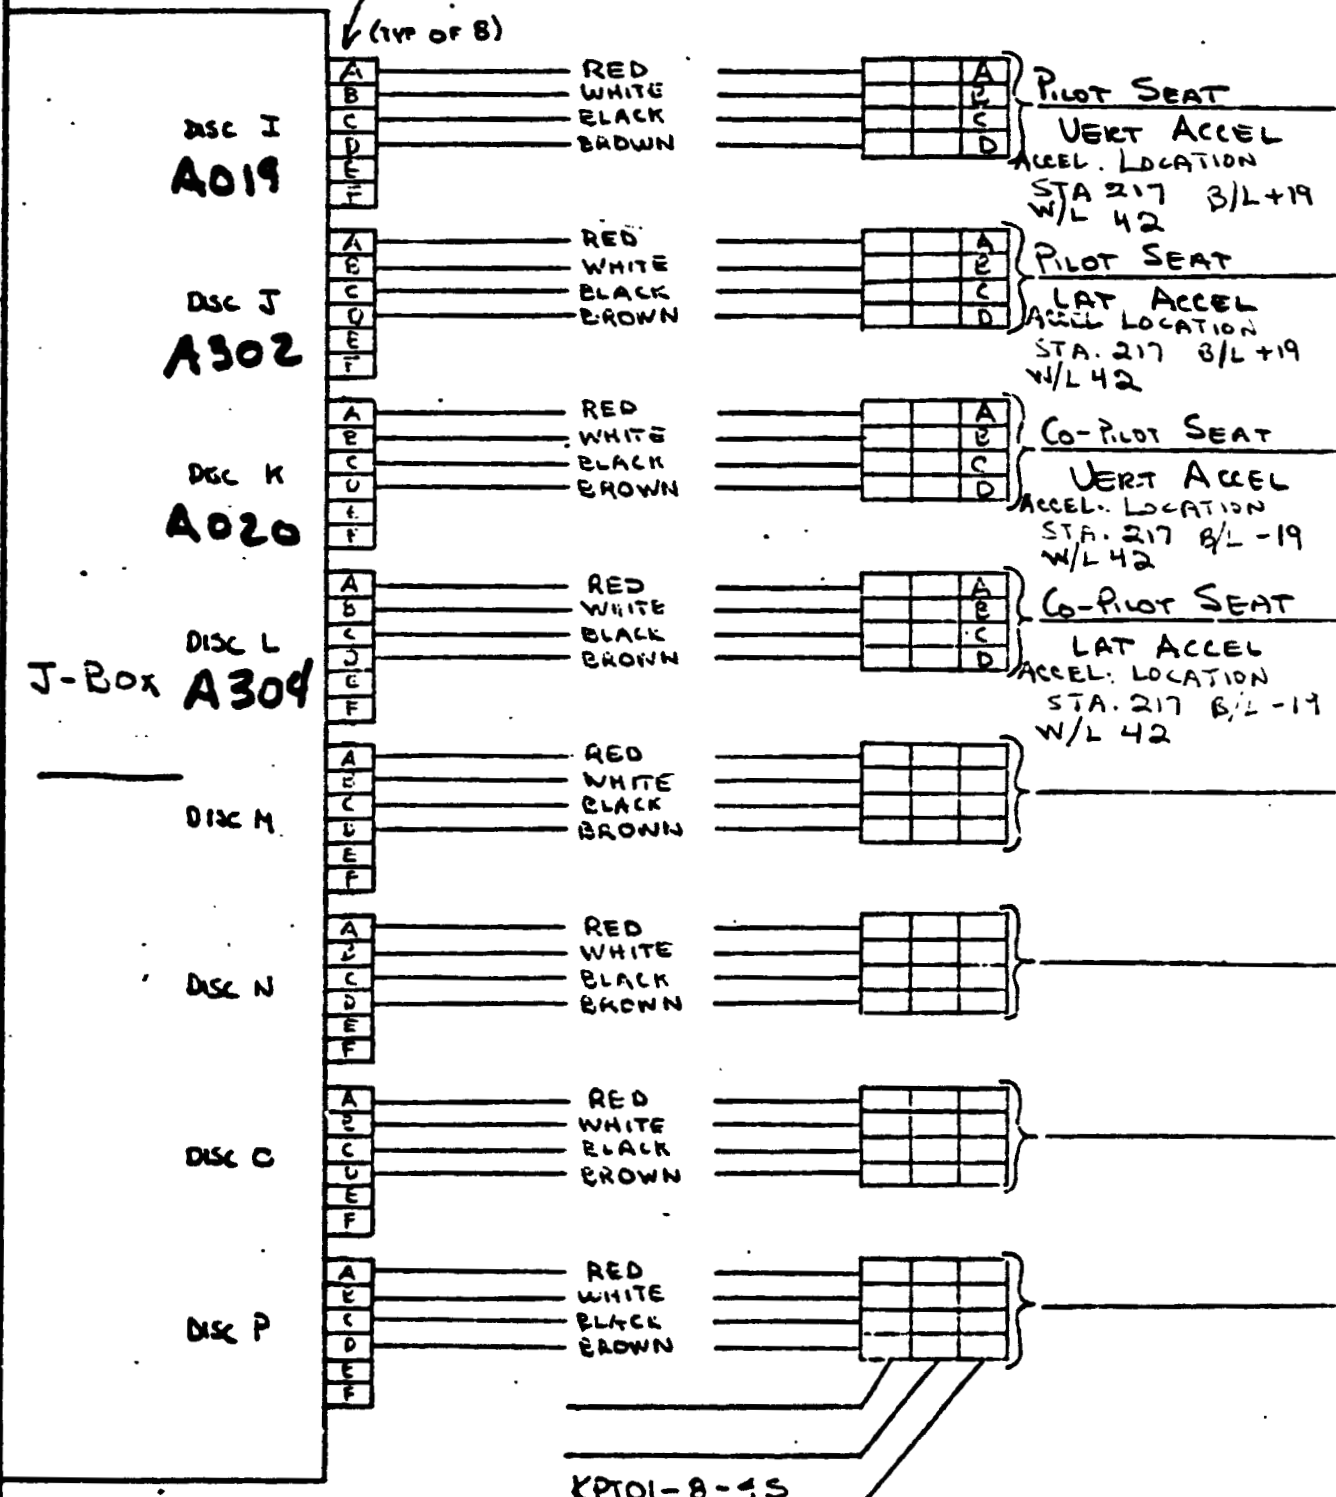 (TYP OF 8)
DISC I
A019
A RED A
B WHITE B
C BLACK C
D BROWN D
E
F
PILOT SEAT
VERT ACCEL
ACCEL. LOCATION
STA 217 B/L +19
W/L 42
DISC J
A302
A RED A
B WHITE B
C BLACK C
D BROWN D
E
F
PILOT SEAT
LAT ACCEL
ACCEL LOCATION
STA. 217 B/L +19
W/L 42
DISC K
A020
A RED A
B WHITE B
C BLACK C
D BROWN D
E
F
CO-PILOT SEAT
VERT ACCEL
ACCEL. LOCATION
STA. 217 B/L -19
W/L 42
J-BOX
DISC L
A304
A RED A
B WHITE B
C BLACK C
D BROWN D
E
F
CO-PILOT SEAT
LAT ACCEL
ACCEL. LOCATION
STA. 217 B/L -19
W/L 42
DISC M
A RED
B WHITE
C BLACK
D BROWN
E
F
DISC N
A RED
B WHITE
C BLACK
D BROWN
E
F
DISC O
A RED
B WHITE
C BLACK
D BROWN
E
F
DISC P
A RED
B WHITE
C BLACK
D BROWN
E
F
KPT01-8-4S